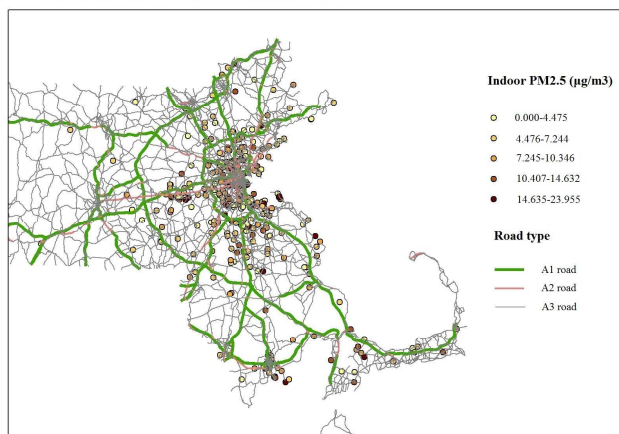 Indoor PM2.5 (µg/m3)
0.000-4.475
4.476-7.244
7.245-10.346
10.407-14.632
14.635-23.955
Road type
A1 road
A2 road
A3 road